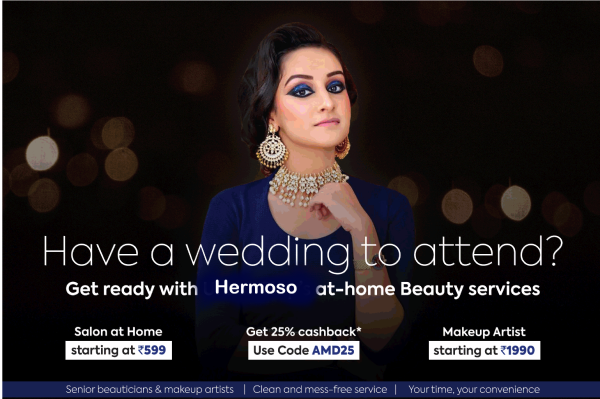 Have a wedding to attend?
Get ready with Hermoso at-home Beauty services
Salon at Home
starting at ₹599
Get 25% cashback*
Use Code AMD25
Makeup Artist
starting at ₹1990
Senior beauticians & makeup artists | Clean and mess-free service | Your time, your convenience